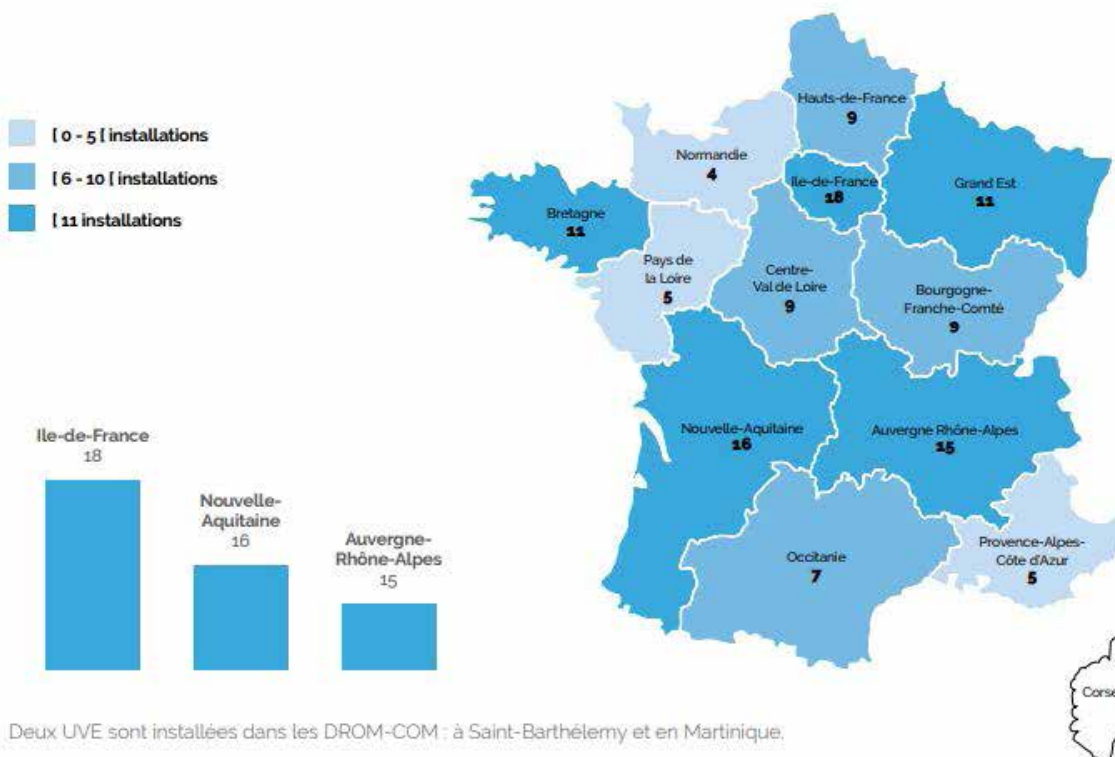 [ 0 - 5 [ installations
[ 6 - 10 [ installations
[ 11 installations
Hauts-de-France
9
Normandie
4
Ile-de-France
18
Grand Est
11
Bretagne
11
Pays de
la Loire
5
Centre-
Val de Loire
9
Bourgogne-
Franche-Comté
9
Nouvelle-Aquitaine
16
Auvergne Rhône-Alpes
15
Occitanie
7
Provence-Alpes-
Côte d'Azur
5
Corse
Ile-de-France
18
Nouvelle-
Aquitaine
16
Auvergne-
Rhône-Alpes
15
Deux UVE sont installées dans les DROM-COM : à Saint-Barthélemy et en Martinique.